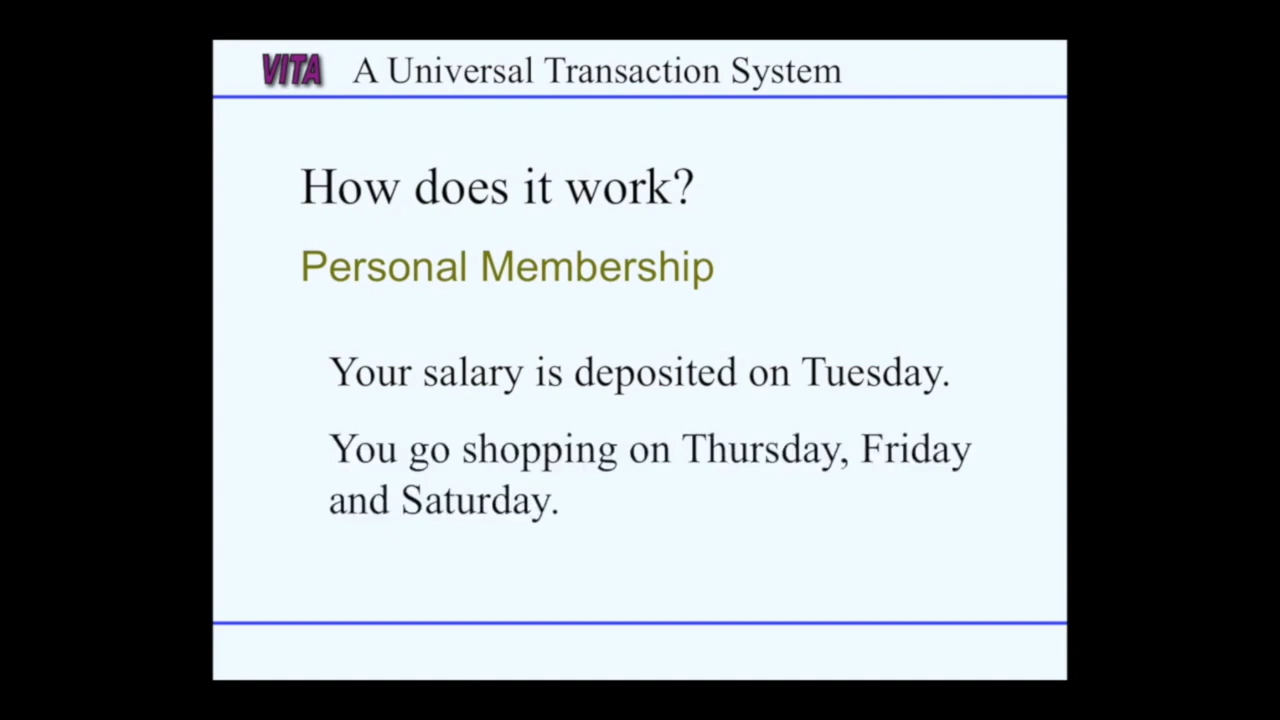 VITA A Universal Transaction System
How does it work?
Personal Membership
Your salary is deposited on Tuesday.
You go shopping on Thursday, Friday
and Saturday.